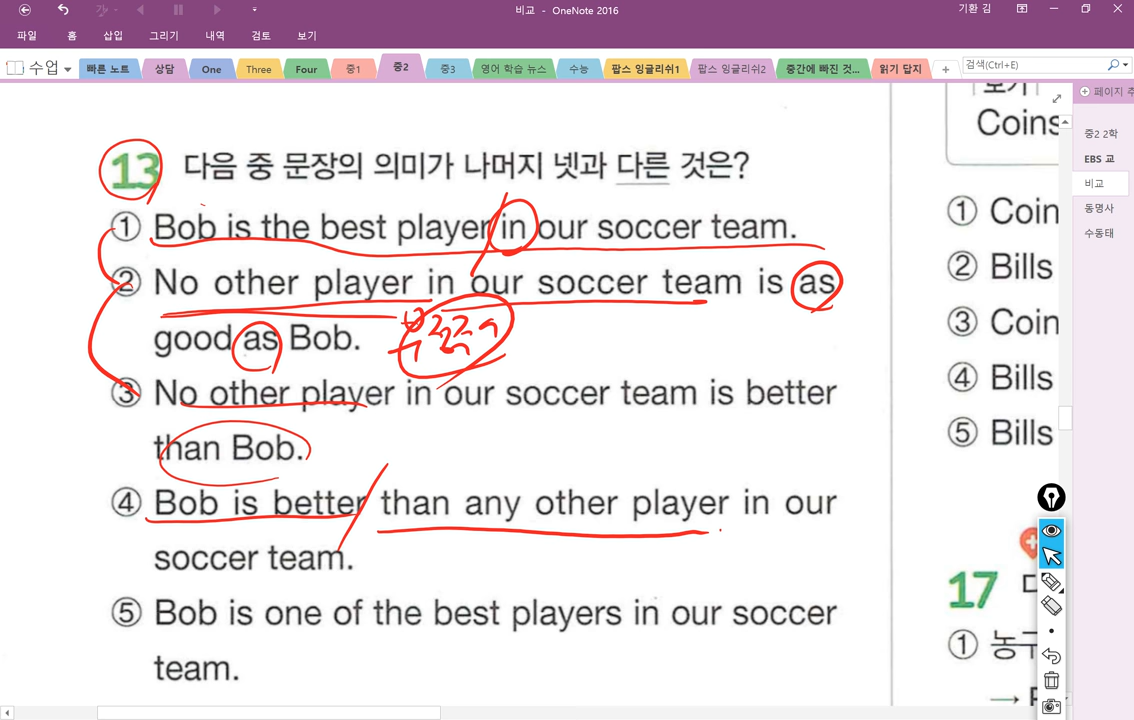 비교 - OneNote 2016
기환 김
파일 홈 삽입 그리기 내역 검토 보기
수업 빠른 노트 상담 One Three Four 중1 중2 중3 영어 학습 뉴스 수능 팝스 잉글리쉬1 팝스 잉글리쉬2 중간에 빠진 것... 읽기 답지 + 검색(Ctrl+E)
페이지 추
중2 2학
EBS 교
비교
동명사
수동태
13 다음 중 문장의 의미가 나머지 넷과 다른 것은?
① Bob is the best player in our soccer team.
② No other player in our soccer team is as
good as Bob.
③ No other player in our soccer team is better
than Bob.
④ Bob is better than any other player in our
soccer team.
⑤ Bob is one of the best players in our soccer
team.
보기
Coins
① Coin
② Bills
③ Coin
④ Bills
⑤ Bills
17
① 농구
→